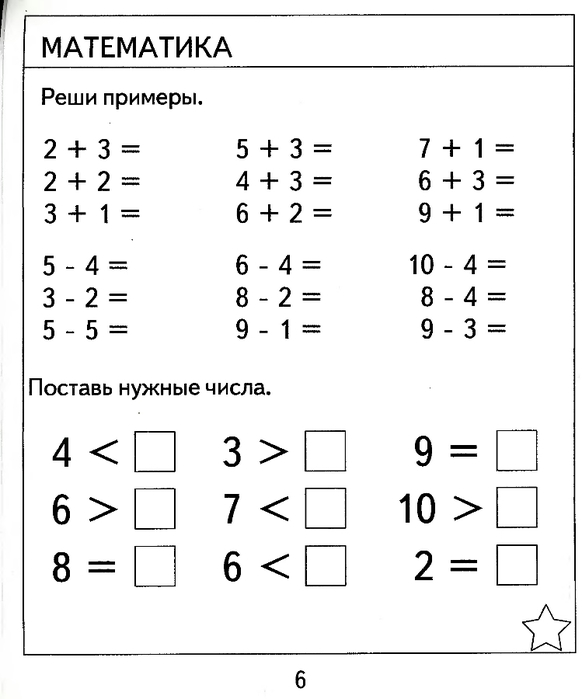 МАТЕМАТИКА
Реши примеры.
2 + 3 = 5 + 3 = 7 + 1 =
2 + 2 = 4 + 3 = 6 + 3 =
3 + 1 = 6 + 2 = 9 + 1 =
5 - 4 = 6 - 4 = 10 - 4 =
3 - 2 = 8 - 2 = 8 - 4 =
5 - 5 = 9 - 1 = 9 - 3 =
Поставь нужные числа.
4 < 3 > 9 =
6 > 7 < 10 >
8 = 6 < 2 =
6